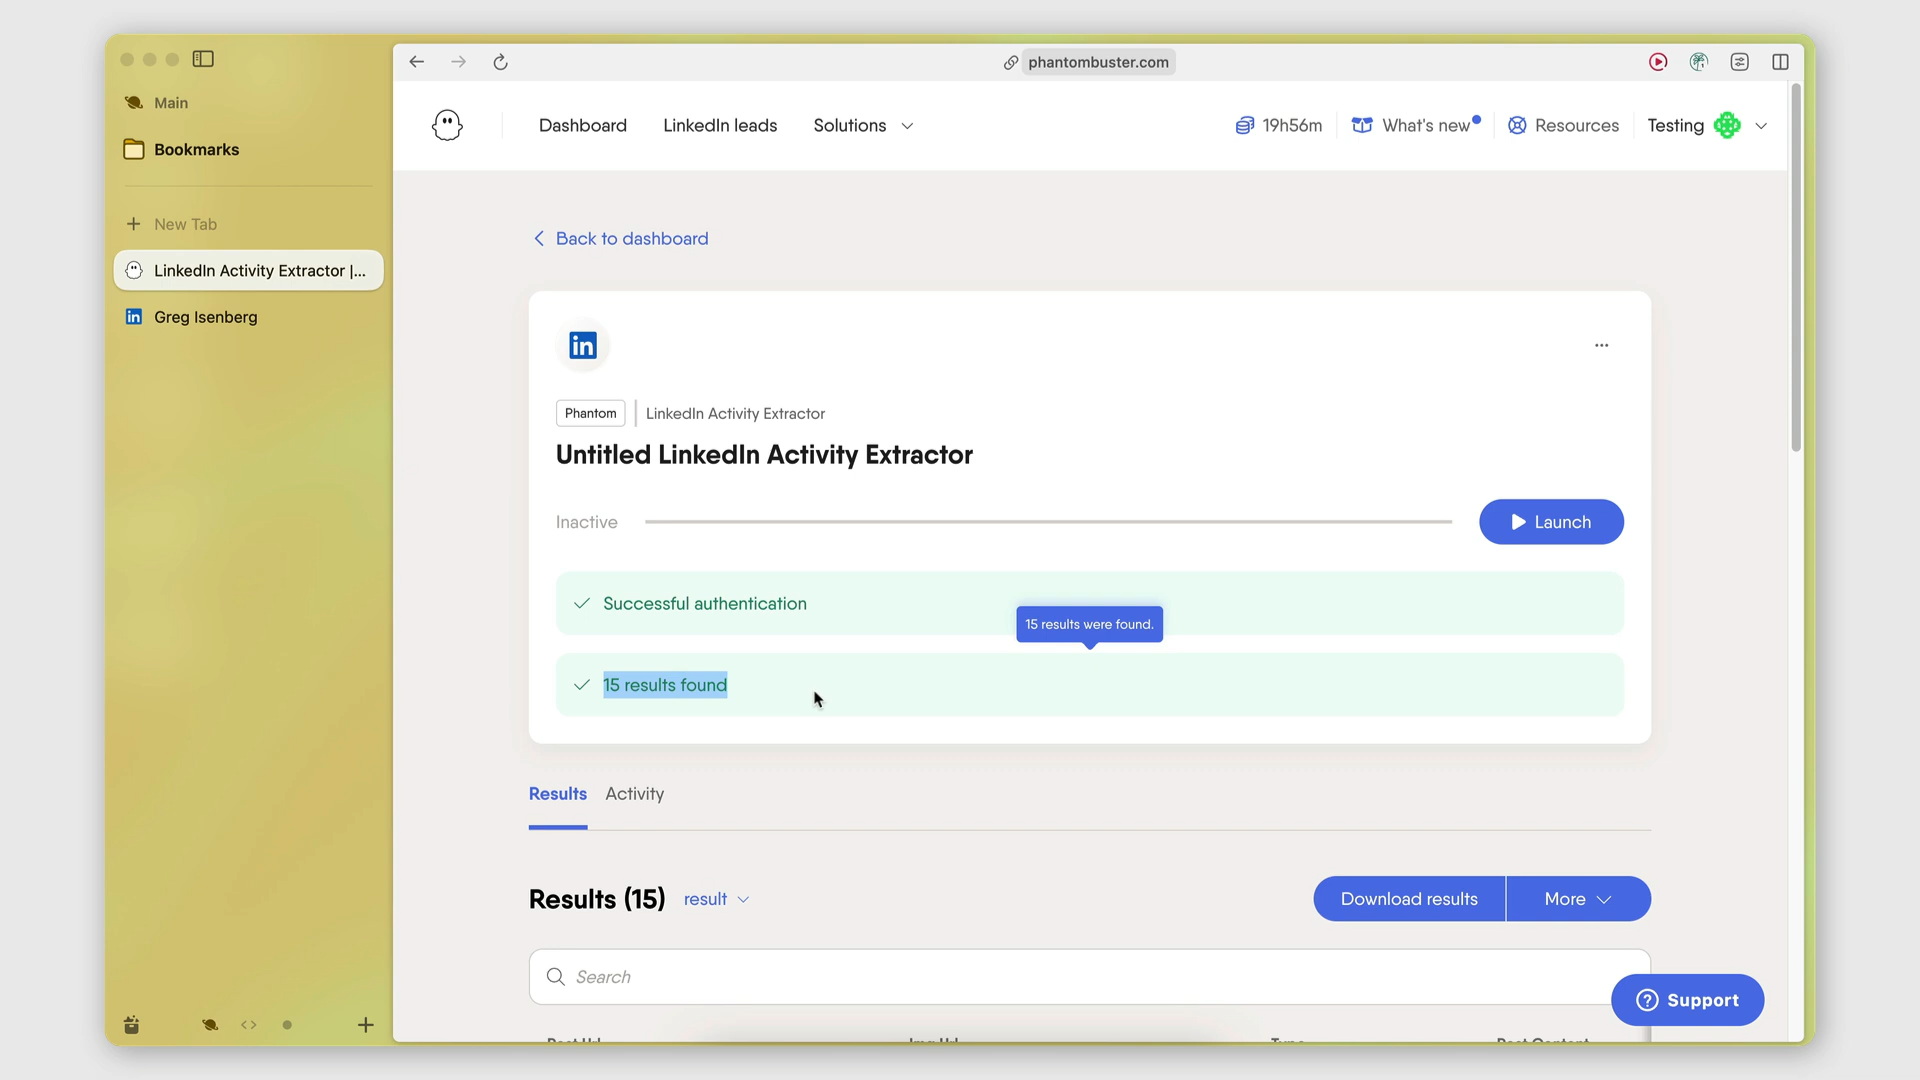 phantombuster.com
Main
Bookmarks
New Tab
LinkedIn Activity Extractor |...
Greg Isenberg
Dashboard
LinkedIn leads
Solutions
19h56m
What's new
Resources
Testing
Back to dashboard
in
Phantom
LinkedIn Activity Extractor
Untitled LinkedIn Activity Extractor
Inactive
Launch
Successful authentication
15 results were found.
15 results found
Results
Activity
Results (15)
result
Download results
More
Search
Support